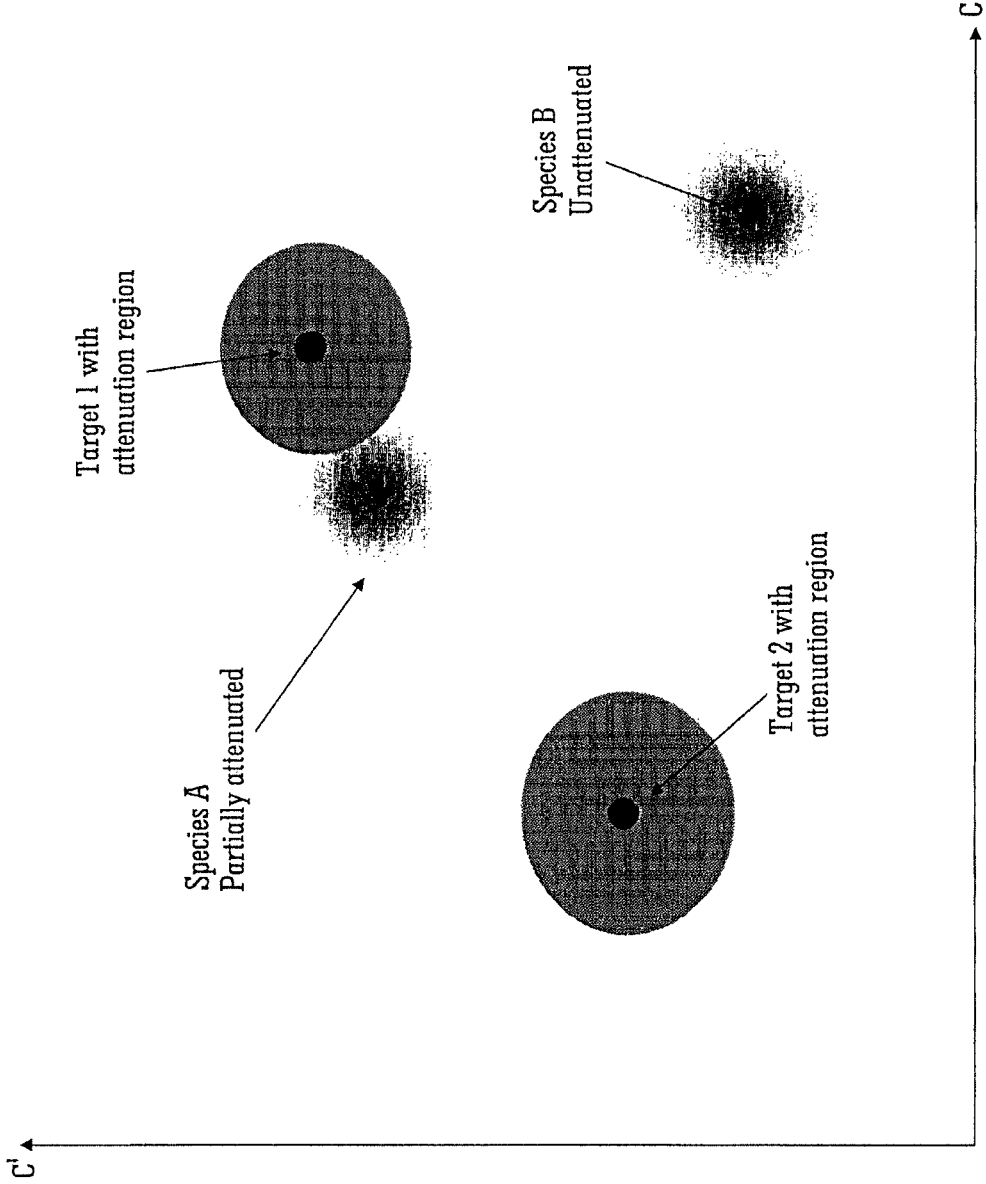 Target 1 with
attenuation region
Species B
Unattenuated
Species A
Partially attenuated
Target 2 with
attenuation region
C